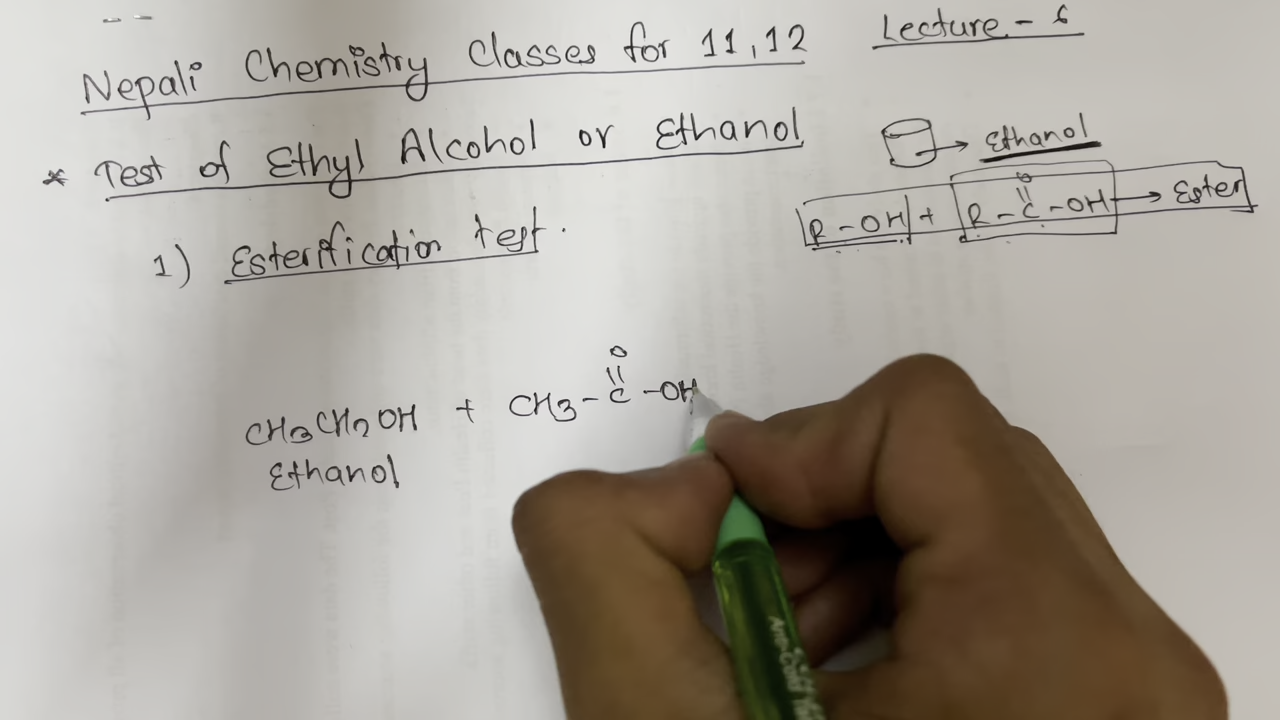 Nepali Chemistry Classes for 11,12
Lecture - 6
* Test of Ethyl Alcohol or Ethanol
→ Ethanol
R - OH + R - C - OH → Ester
O
1) Esterification test.
O
CH3CH2OH + CH3 - C - OH
Ethanol